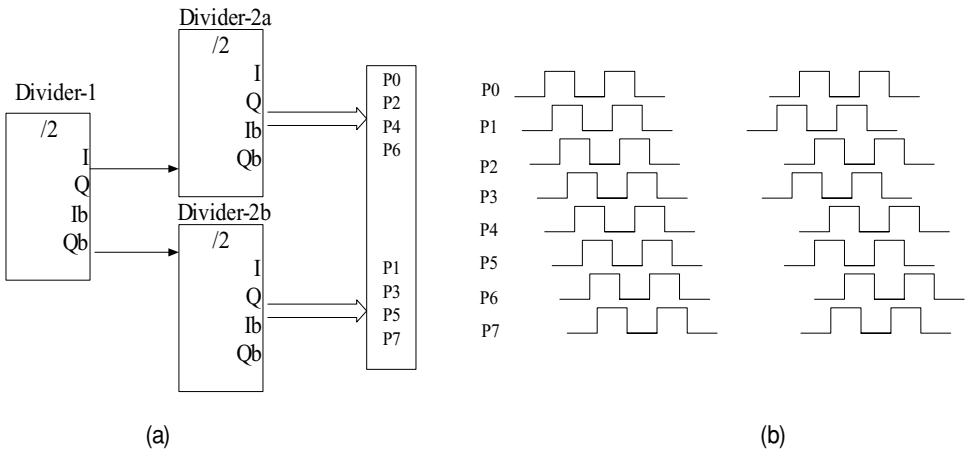 Divider-1
/2
I
Q
Ib
Qb
Divider-2a
/2
I
Q
Ib
Qb
Divider-2b
/2
I
Q
Ib
Qb
P0
P2
P4
P6
P1
P3
P5
P7
(a)
P0
P1
P2
P3
P4
P5
P6
P7
(b)